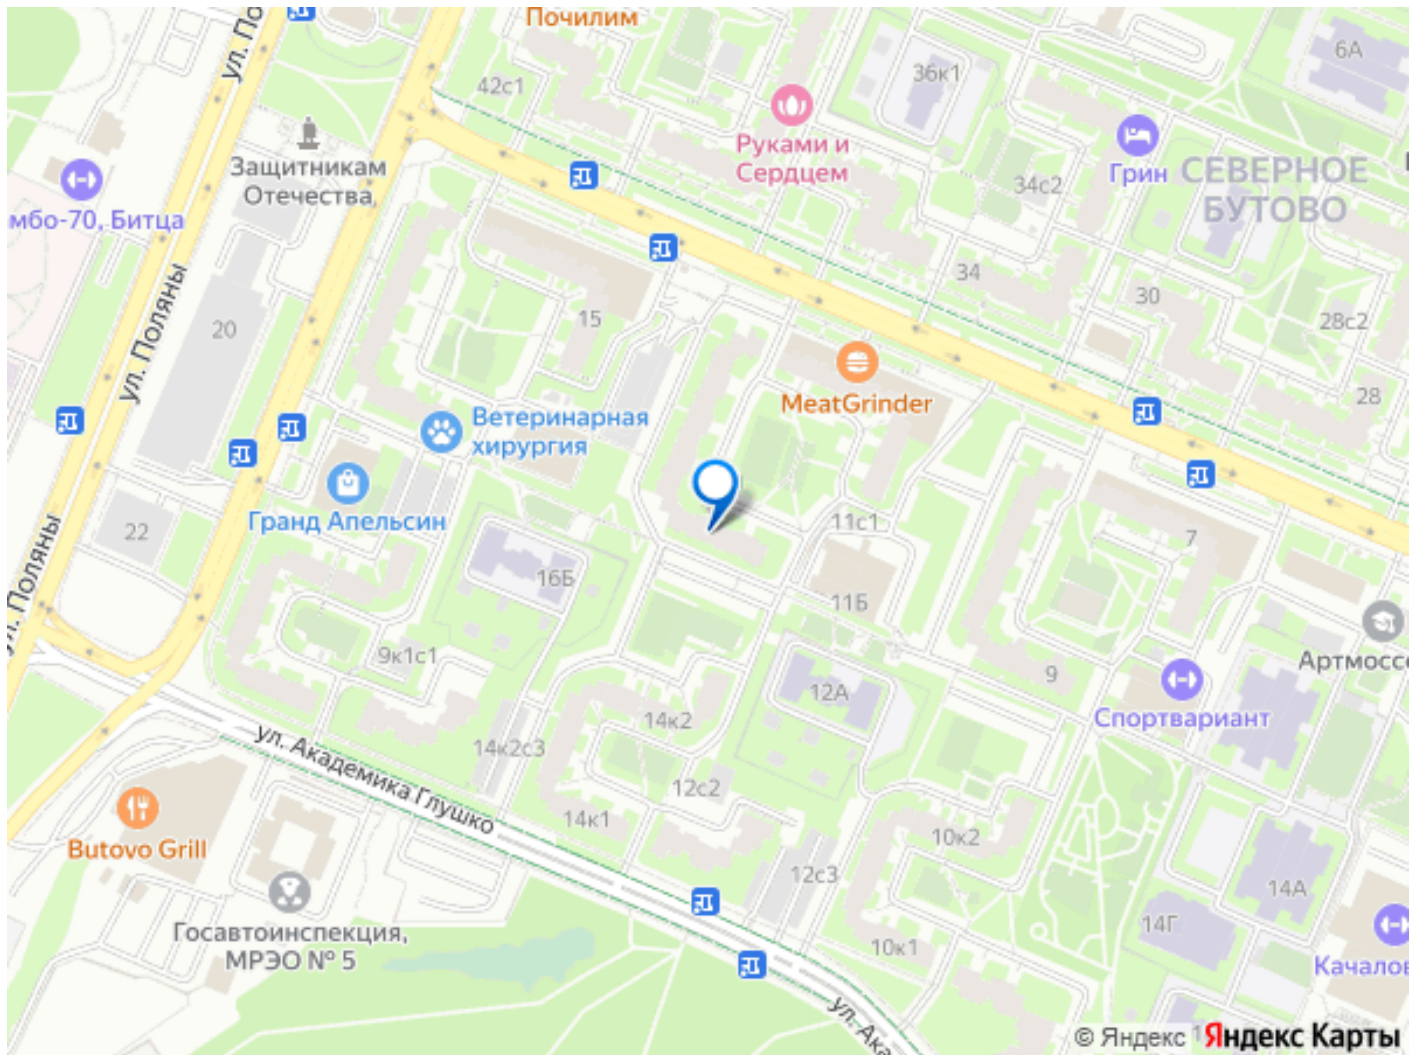 Почилим
ул. По
6А
36к1
42с1
Руками и
Сердцем
Защитникам
Отечества
Грин
СЕВЕРНОЕ
БУТОВО
34с2
мбо-70, Битца
34
ул. Поляны
30
20
15
28с2
MeatGrinder
28
Ветеринарная
хирургия
Гранд Апельсин
11с1
22
7
16Б
ул. Поляны
11Б
9к1с1
Артмоссе
9
12А
Спортвариант
14к2
ул. Академика Глушко
14к2с3
12с2
14к1
10к2
Butovo Grill
12с3
14А
14Г
Госавтоинспекция,
МРЭО № 5
10к1
Качалов
ул. Ака
© Яндекс
Яндекс Карты